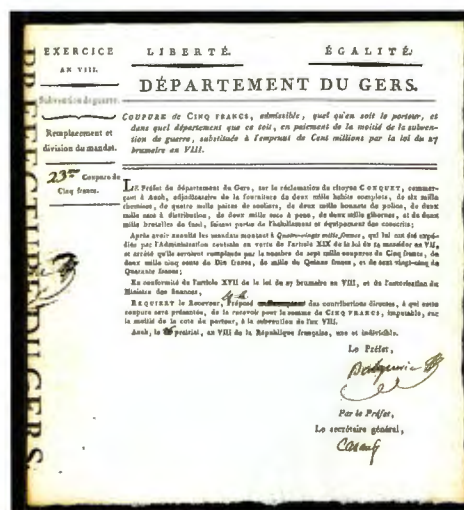 EXERCICE
AN VIII.
Subvention de guerre.
Remplacement et
division du mandat.
23me Coupure de
Cinq francs.
PRÉFECTURE DU GERS.
LIBERTÉ. ÉGALITÉ.
DÉPARTEMENT DU GERS.
COUPURE de CINQ FRANCS, admissible, quel qu'en soit le porteur, et
dans quel département que ce soit, en paiement de la moitié de la subven-
tion de guerre, substituée à l'emprunt de Cent millions par la loi du 27
brumaire en VIII.
LE Préfet du département du Gers, sur la réclamation du citoyen CONQUET, commer-
çant à Auch, adjudicataire de la fourniture de deux mille habits complets, de six mille
chemises, de quatre mille paires de souliers, de deux mille bonnets de police, de deux
mille sacs à distribution, de deux mille sacs à peau, de deux mille gibernes, et de deux
mille bretelles de fusil, faisant partie de l'habillement et équipement des conscrits;
Après avoir annullé les mandats montant à Quatre-vingts mille francs, qui lui ont été expé-
diés par l'Administration centrale en vertu de l'article XIX de la loi du 14 messidor an VII,
et arrêté qu'ils seroient remplacés par le nombre de sept mille coupures de Cinq francs, de
deux mille cinq cents de Dix francs, de mille de Quinze francs, et de sept cent vingt-cinq de
Quarante francs;
En conformité de l'article XVII de la loi du 27 brumaire en VIII, et de l'autorisation du
Ministre des finances,
REQUIERT le Receveur, Préposé des contributions directes, à qui cette
coupure sera présentée, de la recevoir pour la somme de CINQ FRANCS, imputable, sur
la moitié de la cote du porteur, à la subvention de l'an VIII.
Auch, le 26 prairial, an VIII de la République française, une et indivisible.
Le Préfet,
Balguerie
Par le Préfet,
Le secrétaire général,